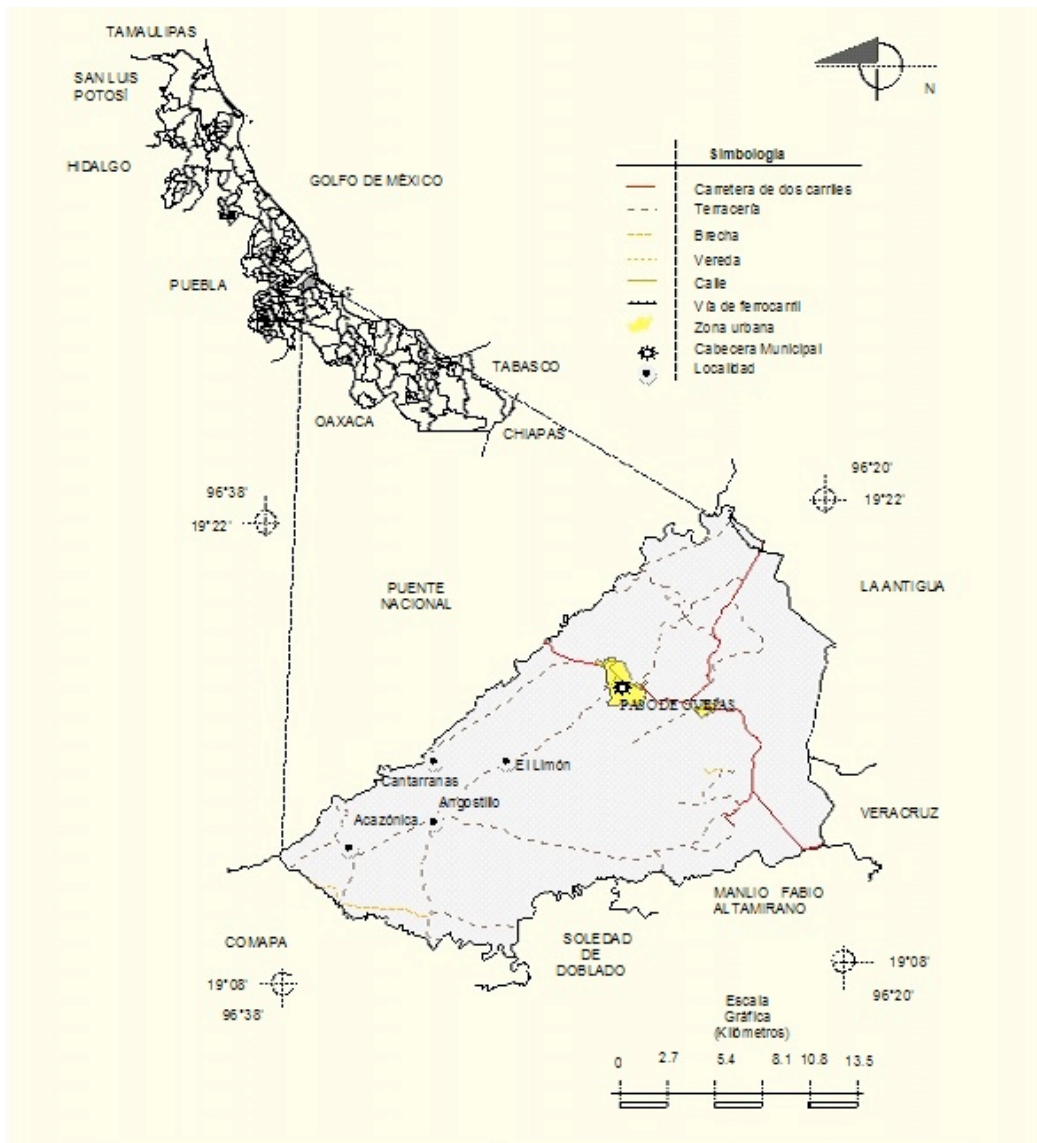 TAMAULIPAS
SAN LUIS
POTOSÍ
HIDALGO
GOLFO DE MÉXICO
PUEBLA
TABASCO
OAXACA
CHIAPAS
N
Simbología
Carretera de dos carriles
Terracería
Brecha
Vereda
Calle
Vía de ferrocarril
Zona urbana
Cabecera Municipal
Localidad
96°38'
19°22'
96°20'
19°22'
PUENTE
NACIONAL
LA ANTIGUA
PASO DE OVEJAS
El Limón
Cantarranas
Angostillo
Acazónica
VERACRUZ
MANLIO FABIO
ALTAMIRANO
COMAPA
SOLEDAD
DE
DOBLADO
19°08'
96°38'
19°08'
96°20'
Escala
Gráfica
(Kilómetros)
0 2.7 5.4 8.1 10.8 13.5